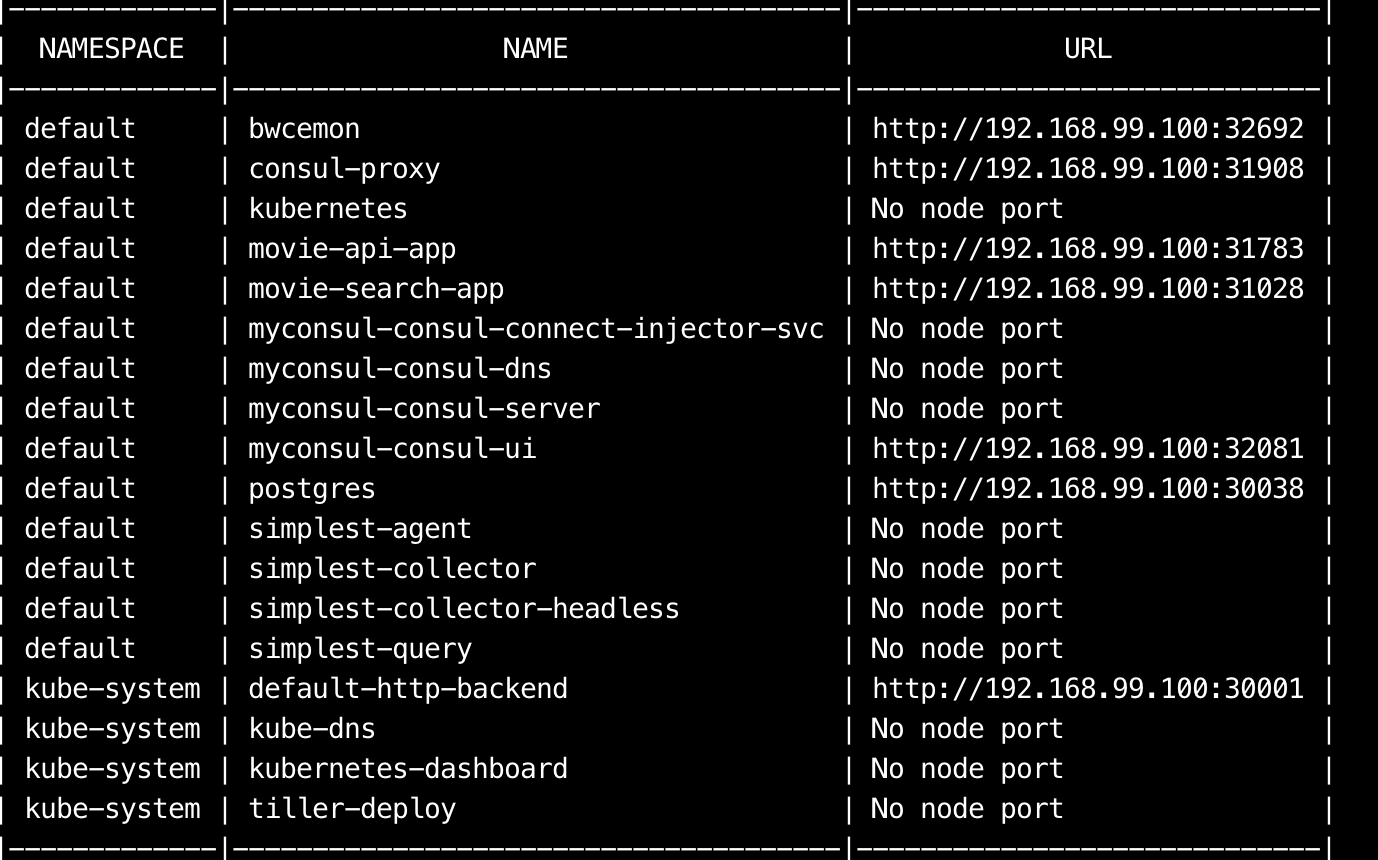 |-------------|--------------------------------------|-----------------------------|
| NAMESPACE | NAME | URL |
|-------------|--------------------------------------|-----------------------------|
| default | bwcemon | http://192.168.99.100:32692 |
| default | consul-proxy | http://192.168.99.100:31908 |
| default | kubernetes | No node port |
| default | movie-api-app | http://192.168.99.100:31783 |
| default | movie-search-app | http://192.168.99.100:31028 |
| default | myconsul-consul-connect-injector-svc | No node port |
| default | myconsul-consul-dns | No node port |
| default | myconsul-consul-server | No node port |
| default | myconsul-consul-ui | http://192.168.99.100:32081 |
| default | postgres | http://192.168.99.100:30038 |
| default | simplest-agent | No node port |
| default | simplest-collector | No node port |
| default | simplest-collector-headless | No node port |
| default | simplest-query | No node port |
| kube-system | default-http-backend | http://192.168.99.100:30001 |
| kube-system | kube-dns | No node port |
| kube-system | kubernetes-dashboard | No node port |
| kube-system | tiller-deploy | No node port |
|-------------|--------------------------------------|-----------------------------|